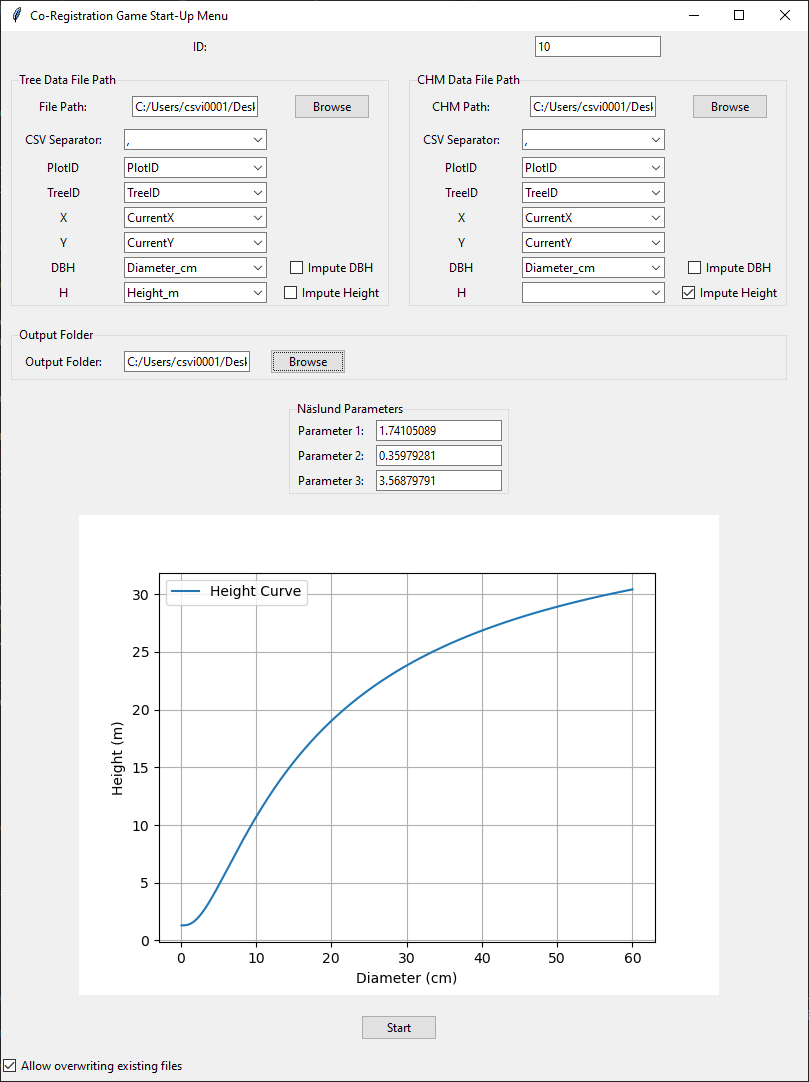 Co-Registration Game Start-Up Menu
ID: 10
Tree Data File Path
File Path: C:/Users/csvi0001/Desk Browse
CSV Separator: ,
PlotID PlotID
TreeID TreeID
X CurrentX
Y CurrentY
DBH Diameter_cm Impute DBH
H Height_m Impute Height
CHM Data File Path
CHM Path: C:/Users/csvi0001/Desk Browse
CSV Separator: ,
PlotID PlotID
TreeID TreeID
X CurrentX
Y CurrentY
DBH Diameter_cm Impute DBH
H Impute Height
Output Folder
Output Folder: C:/Users/csvi0001/Desk Browse
Näslund Parameters
Parameter 1: 1.74105089
Parameter 2: 0.35979281
Parameter 3: 3.56879791
Height Curve
30
25
20
15
10
5
0
Height (m)
0 10 20 30 40 50 60
Diameter (cm)
Start
Allow overwriting existing files